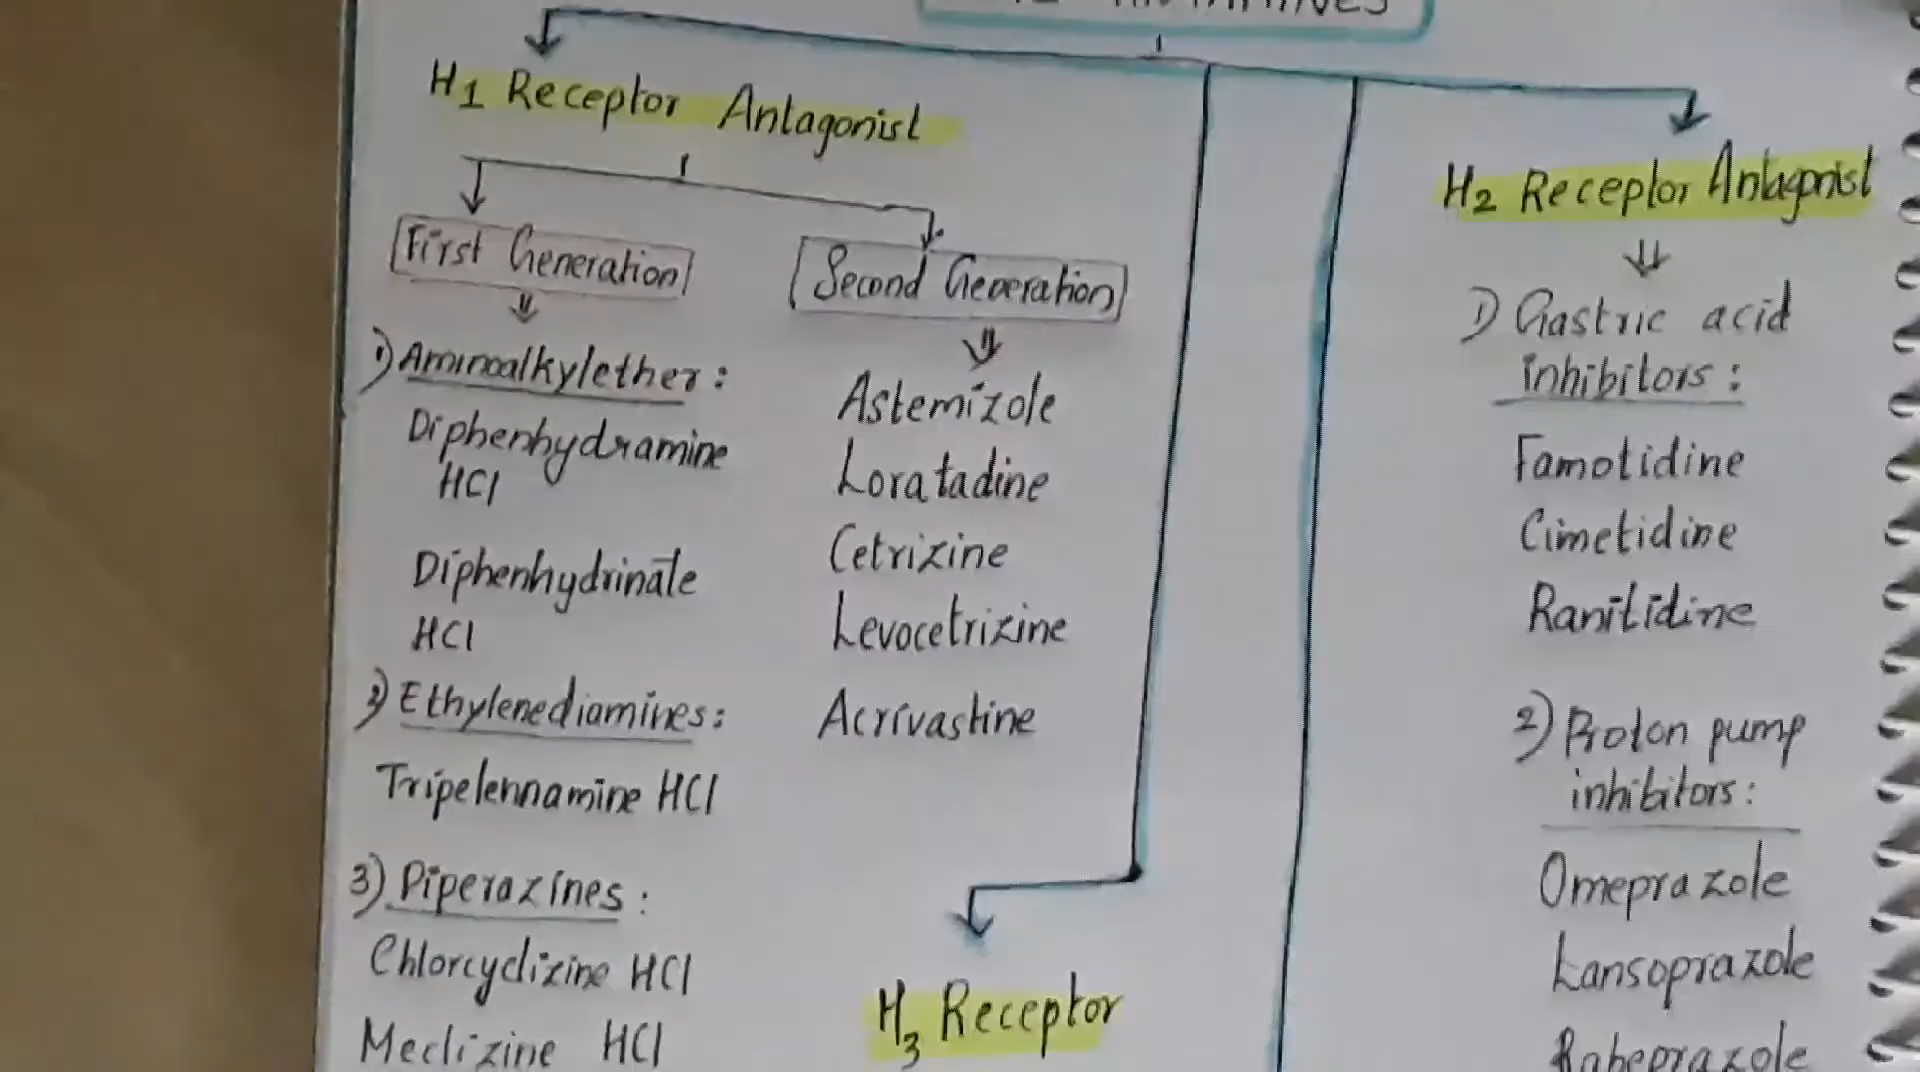 H1 Receptor Antagonist
First Generation
1) Aminoalkylether:
Diphenhydramine
HCl
Diphenhydrinate
HCl
2) Ethylenediamines:
Tripelennamine HCl
3) Piperazines:
Chlorcyclizine HCl
Meclizine HCl
Second Generation
Astemizole
Loratadine
Cetrizine
Levocetrizine
Acrivastine
H3 Receptor
H2 Receptor Antagonist
1) Gastric acid
inhibitors:
Famotidine
Cimetidine
Ranitidine
2) Proton pump
inhibitors:
Omeprazole
Lansoprazole
Rabeprazole